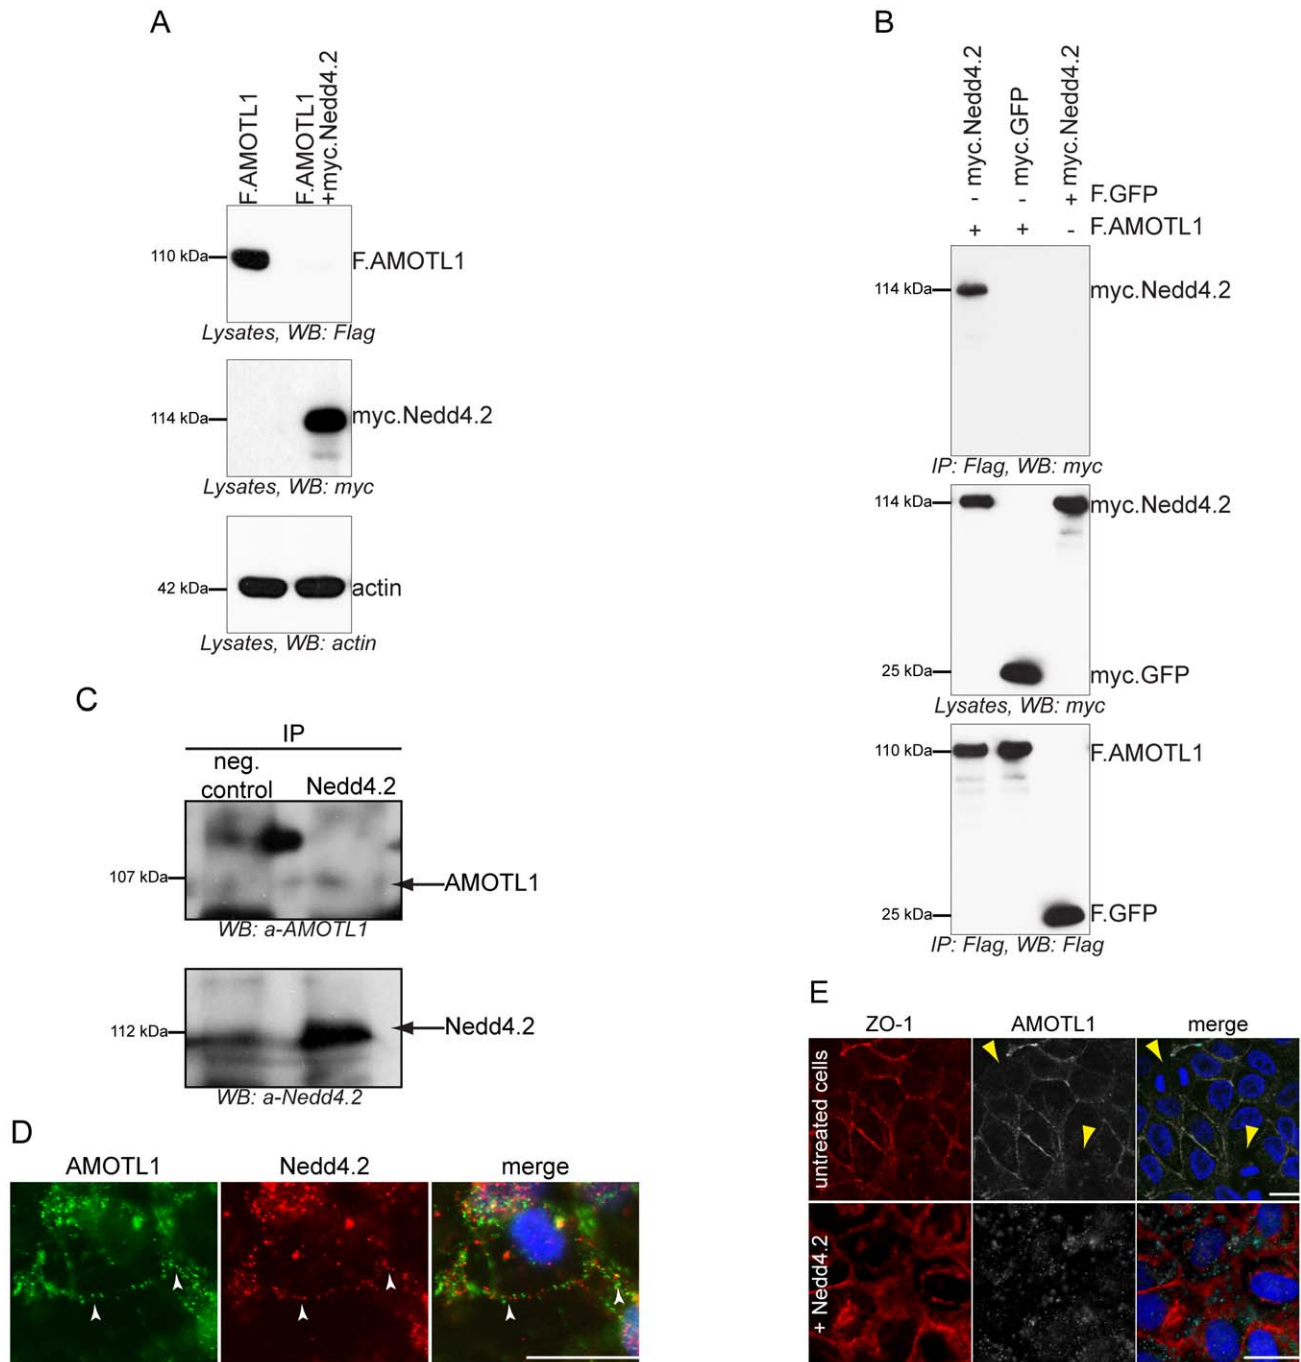 A
F.AMOTL1
F.AMOTL1
+myc.Nedd4.2
110 kDa
F.AMOTL1
Lysates, WB: Flag
114 kDa
myc.Nedd4.2
Lysates, WB: myc
42 kDa
actin
Lysates, WB: actin
B
myc.Nedd4.2
myc.GFP
myc.Nedd4.2
- - + F.GFP
+ + - F.AMOTL1
114 kDa
myc.Nedd4.2
IP: Flag, WB: myc
114 kDa
myc.Nedd4.2
25 kDa
myc.GFP
Lysates, WB: myc
110 kDa
F.AMOTL1
25 kDa
F.GFP
IP: Flag, WB: Flag
C
IP
neg.
control
Nedd4.2
107 kDa
AMOTL1
WB: a-AMOTL1
112 kDa
Nedd4.2
WB: a-Nedd4.2
D
AMOTL1 Nedd4.2 merge
E
ZO-1 AMOTL1 merge
untreated cells
+ Nedd4.2